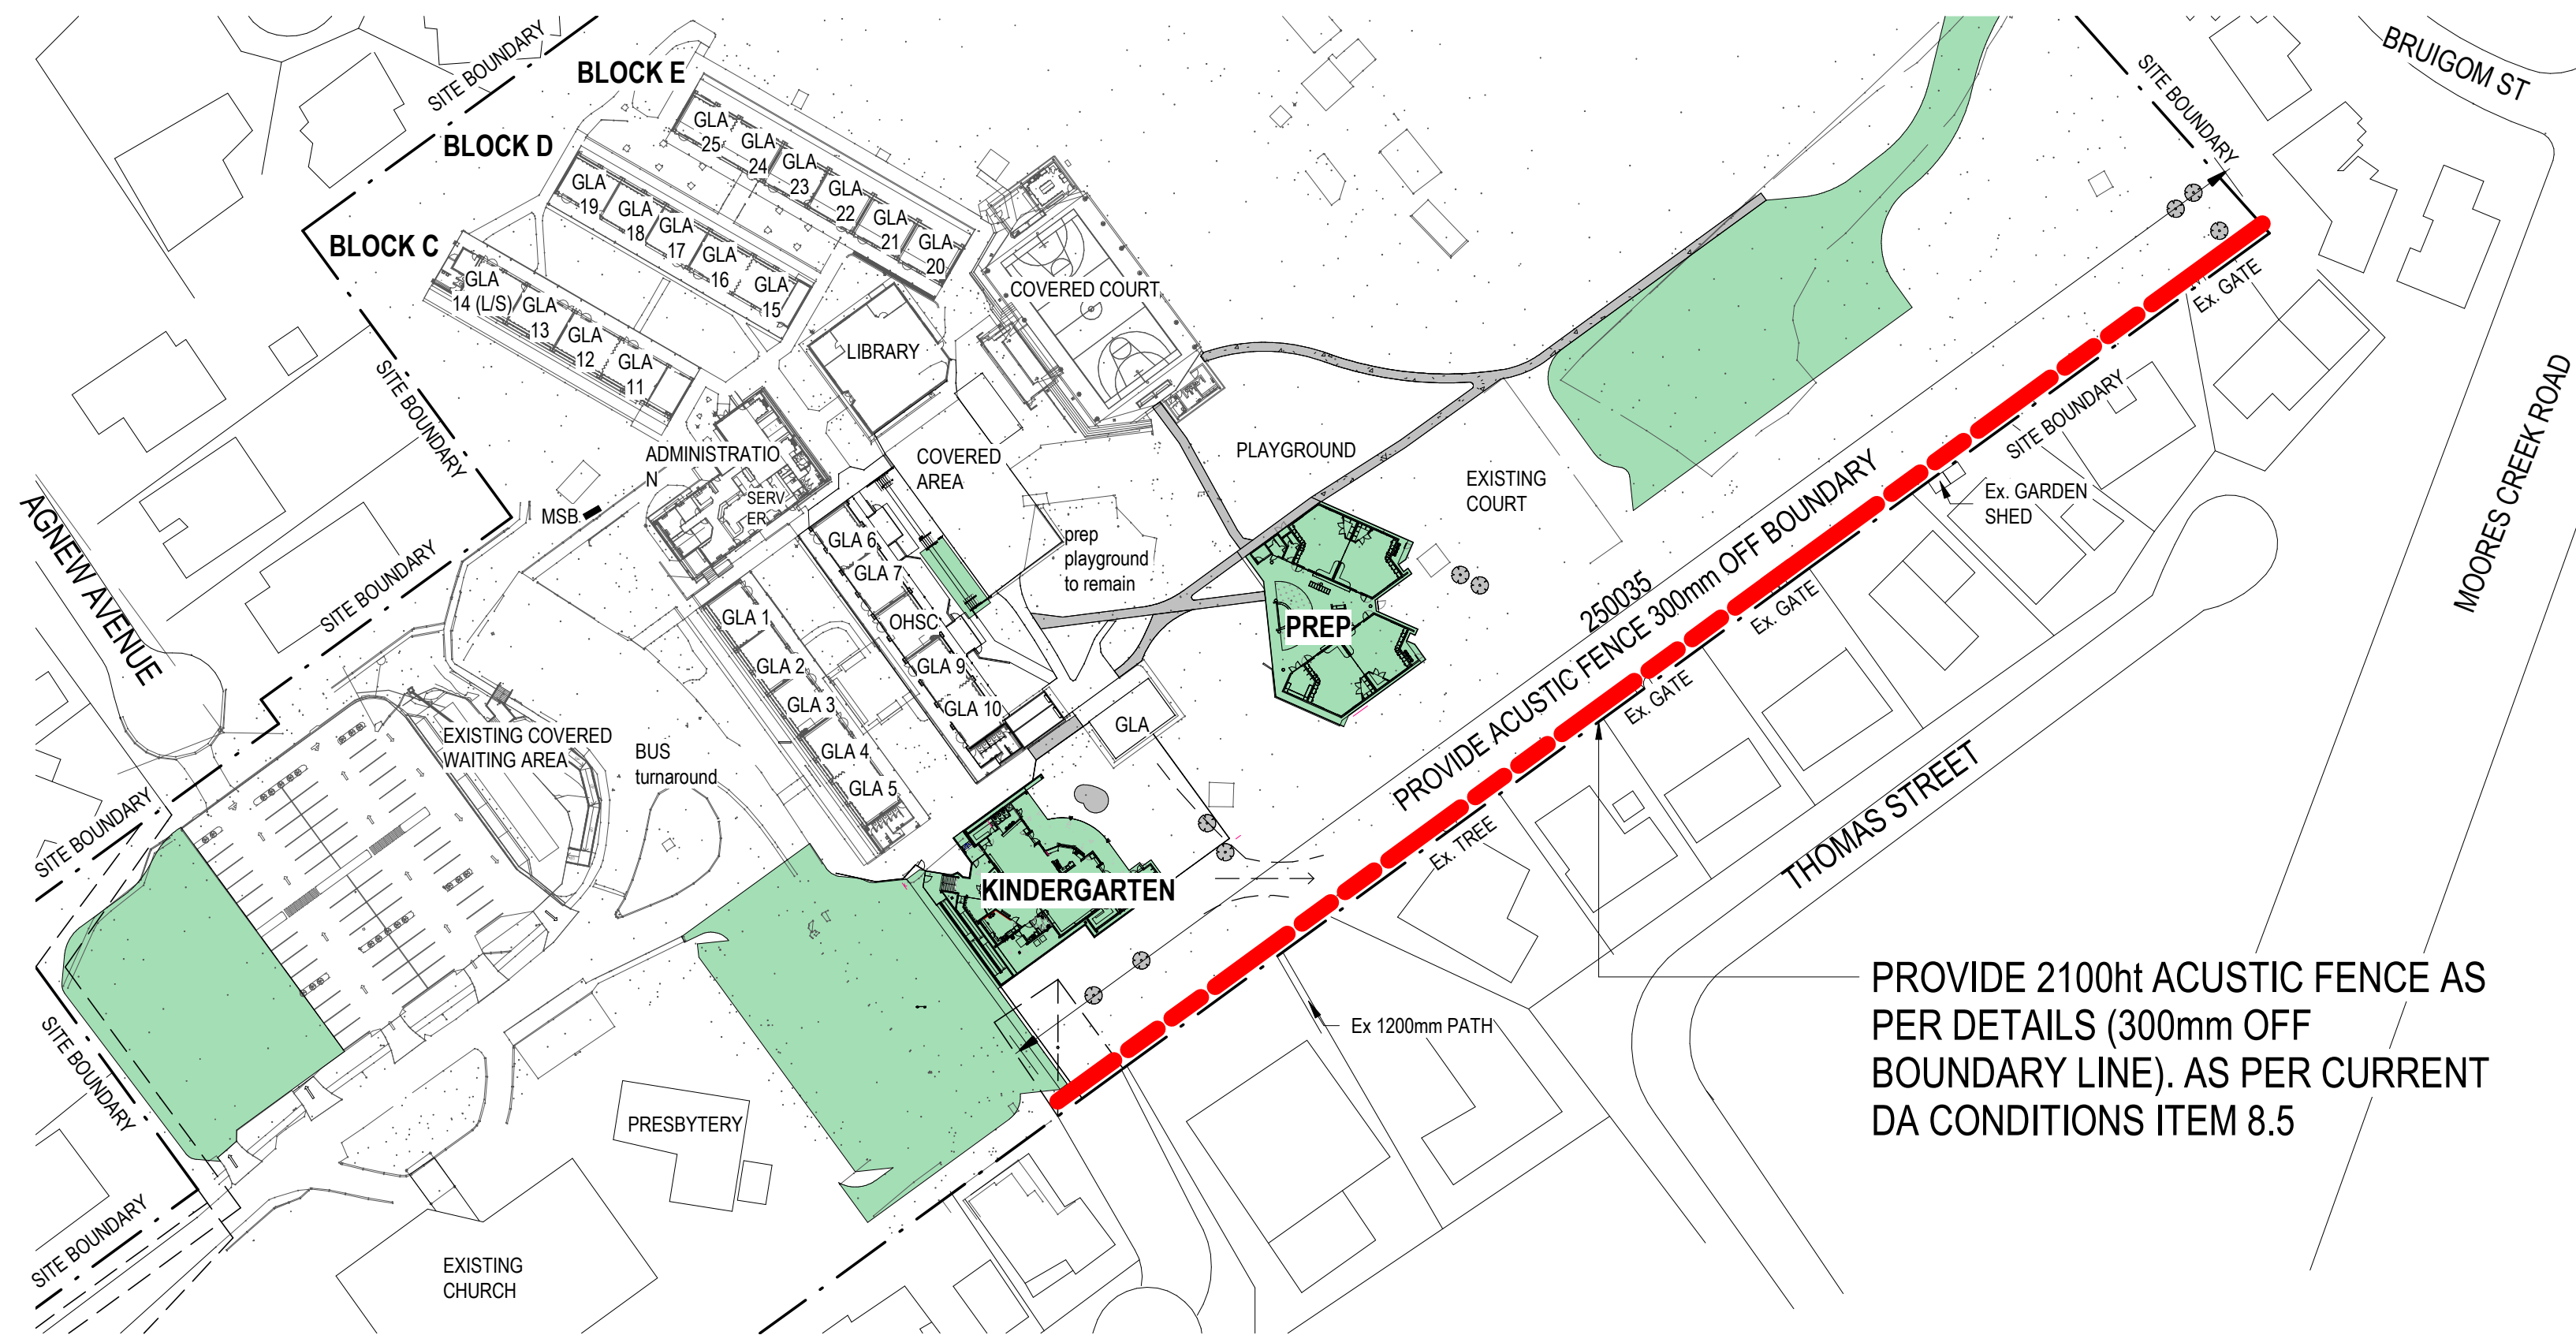 BRUIGOM ST
SITE BOUNDARY
SITE BOUNDARY
BLOCK E
BLOCK D
BLOCK C
GLA
25
GLA
24
GLA
23
GLA
22
GLA
21
GLA
20
GLA
19
GLA
18
GLA
17
GLA
16
GLA
15
GLA
14 (L/S)
GLA
13
GLA
12
GLA
11
COVERED COURT
LIBRARY
Ex. GATE
SITE BOUNDARY
SITE BOUNDARY
MOORES CREEK ROAD
ADMINISTRATIO
N
SERV
ER
COVERED
AREA
PLAYGROUND
EXISTING
COURT
Ex. GARDEN
SHED
MSB
AGNEW AVENUE
SITE BOUNDARY
GLA 6
GLA 7
OHSC
GLA 9
GLA 10
prep
playground
to remain
PREP
250035
PROVIDE ACUSTIC FENCE 300mm OFF BOUNDARY
Ex. GATE
Ex. GATE
GLA 1
GLA 2
GLA 3
GLA 4
GLA 5
GLA
EXISTING COVERED
WAITING AREA
BUS
turnaround
SITE BOUNDARY
Ex. TREE
THOMAS STREET
KINDERGARTEN
PROVIDE 2100ht ACUSTIC FENCE AS
PER DETAILS (300mm OFF
BOUNDARY LINE). AS PER CURRENT
DA CONDITIONS ITEM 8.5
Ex 1200mm PATH
SITE BOUNDARY
PRESBYTERY
SITE BOUNDARY
EXISTING
CHURCH